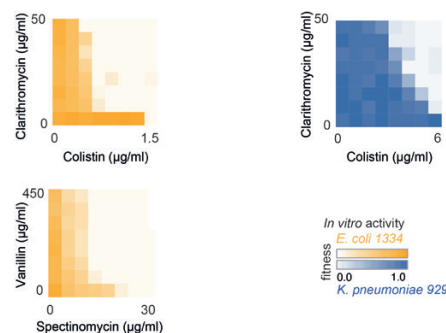 Clarithromycin (µg/ml)
50
0
0
1.5
Colistin (µg/ml)
Clarithromycin (µg/ml)
50
0
0
6
Colistin (µg/ml)
Vanillin (µg/ml)
450
0
0
30
Spectinomycin (µg/ml)
In vitro activity
E. coli 1334
fitness
0.0 1.0
K. pneumoniae 929